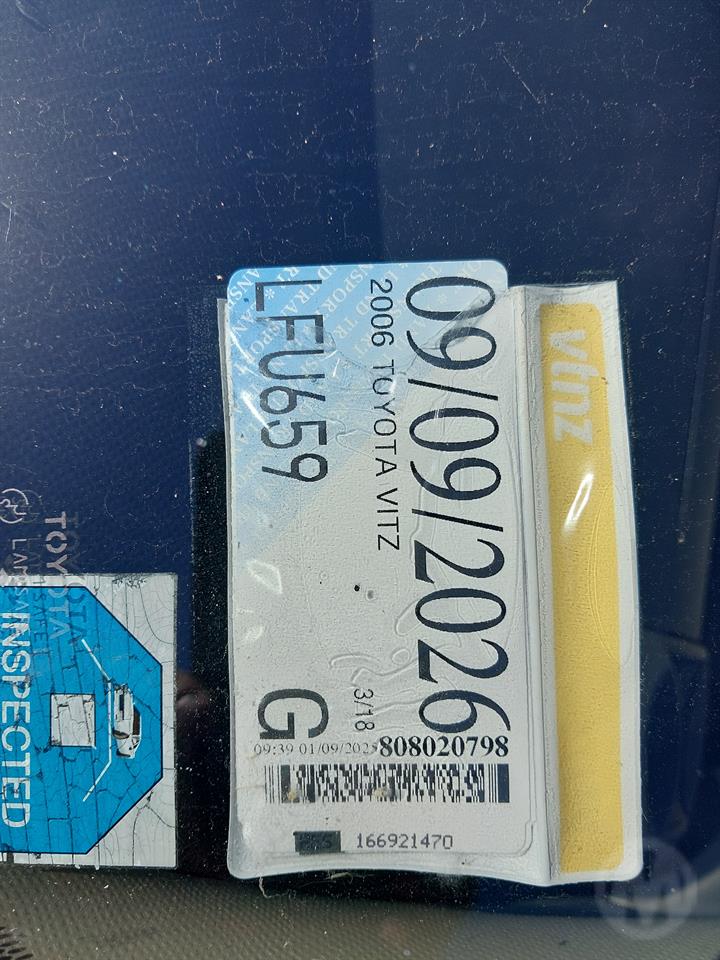 vtnz
09/09/2026
2006 TOYOTA VITZ
LFU659
3/18
G
09:39 01/09/2025
808020798
166921470
TOYOTA
INSPECTED